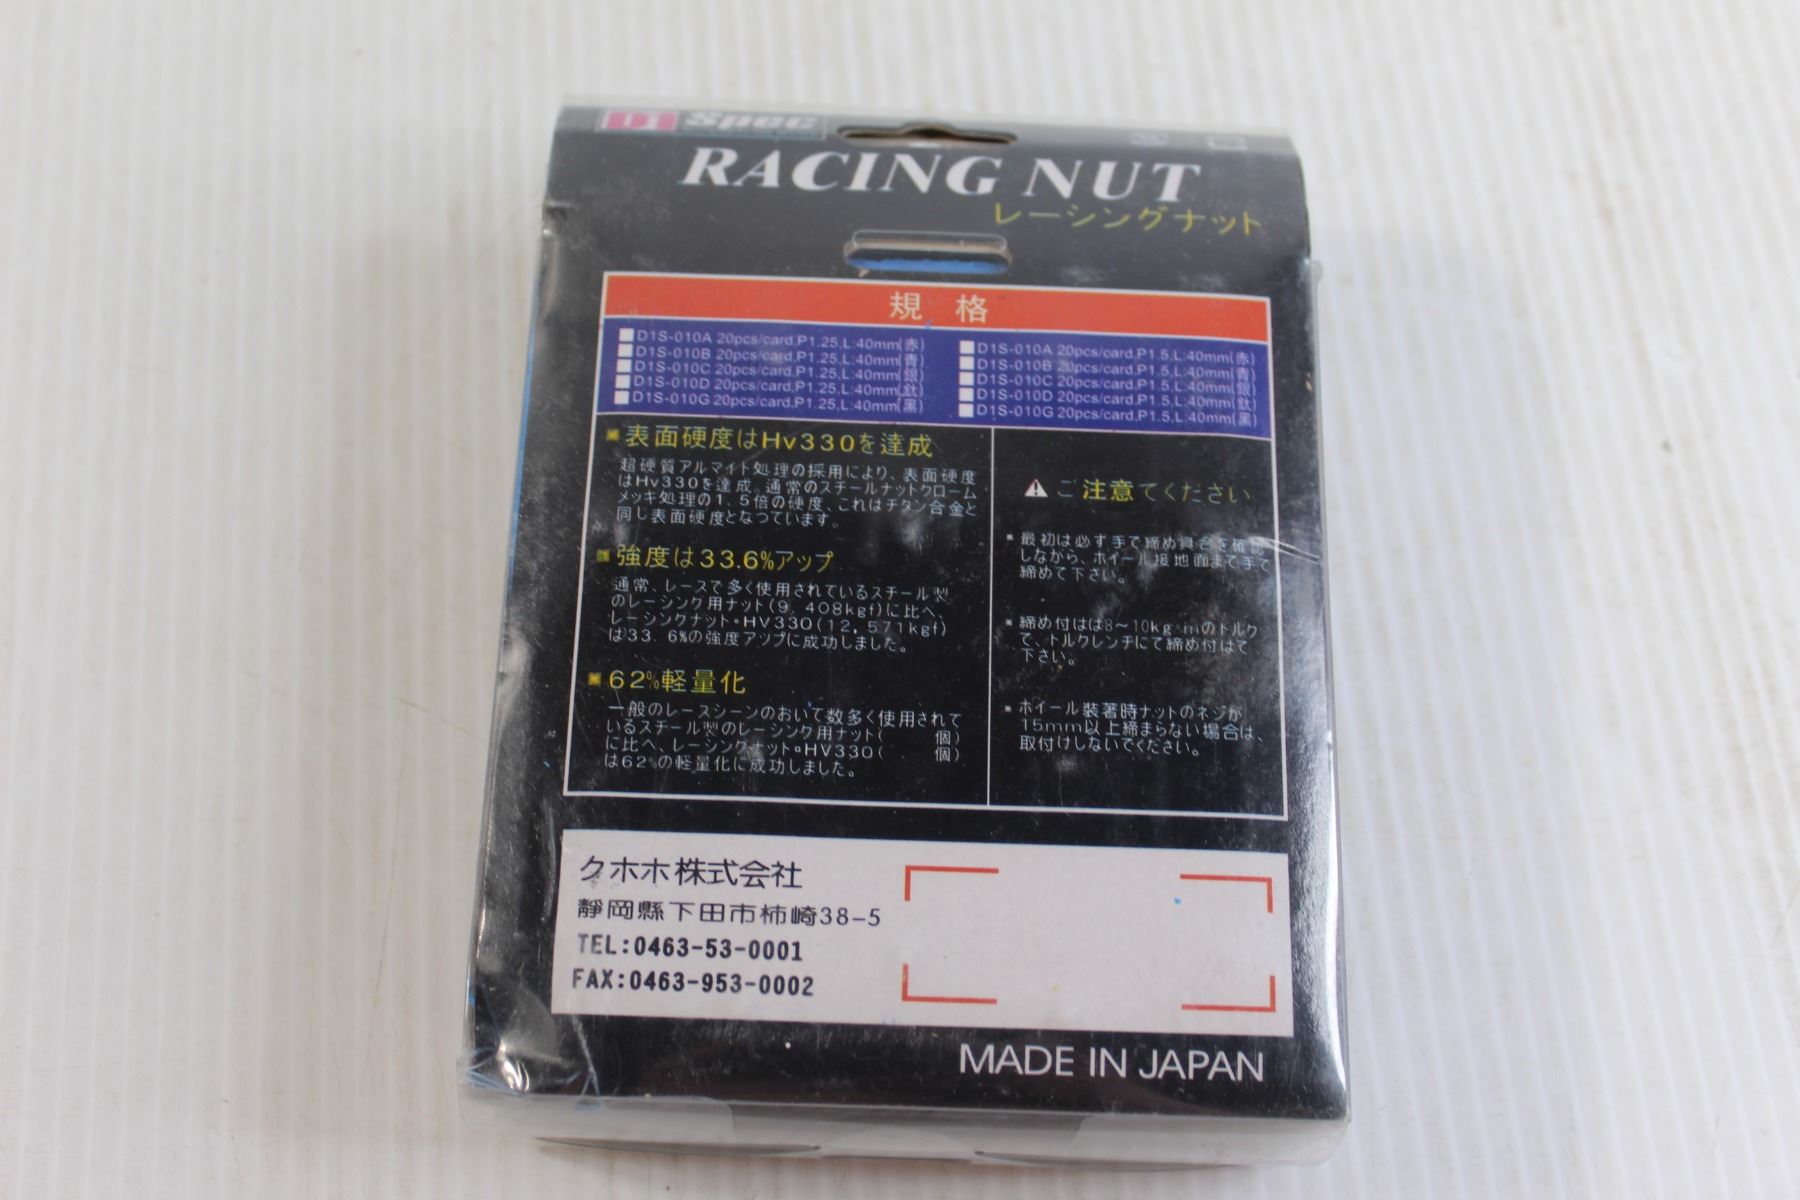 D1 Spec
RACING NUT
レーシングナット
規 格
D1S-010A 20pcs/card,P1.25,L:40mm(赤)
D1S-010B 20pcs/card,P1.25,L:40mm(青)
D1S-010C 20pcs/card,P1.25,L:40mm(銀)
D1S-010D 20pcs/card,P1.25,L:40mm(鈦)
D1S-010G 20pcs/card,P1.25,L:40mm(黑)
D1S-010A 20pcs/card,P1.5,L:40mm(赤)
D1S-010B 20pcs/card,P1.5,L:40mm(青)
D1S-010C 20pcs/card,P1.5,L:40mm(銀)
D1S-010D 20pcs/card,P1.5,L:40mm(鈦)
D1S-010G 20pcs/card,P1.5,L:40mm(黑)
表面硬度はHv330を達成
超硬質アルマイト処理の採用により、表面硬度
はHv330を達成。通常のスチールナットクローム
メッキ処理の1.5倍の硬度、これはチタン合金と
同じ表面硬度となつています。
強度は33.6%アップ
通常、レースで多く使用されているスチール製
のレーシング用ナット(9,408kgf)に比べ、
レーシングナット・HV330(12,571kgf)
は33.6%の強度アップに成功しました。
62%軽量化
一般のレースシーンのおいて数多く使用されて
いるスチール製のレーシング用ナット( 個)
に比べ、レーシングナット・HV330( 個)
は62%の軽量化に成功しました。
ご注意てください
最初は必ず手で締め具合を確認
しながら、ホイール接地面まで手で
締めて下さい。
締め付けは8～10kg-mのトルク
で、トルクレンチにて締め付けて
下さい。
ホイール装著時ナットのネジが
15mm以上締まらない場合は、
取付けしないでください。
クホホ株式会社
靜岡縣下田市柿崎38-5
TEL:0463-53-0001
FAX:0463-953-0002
MADE IN JAPAN